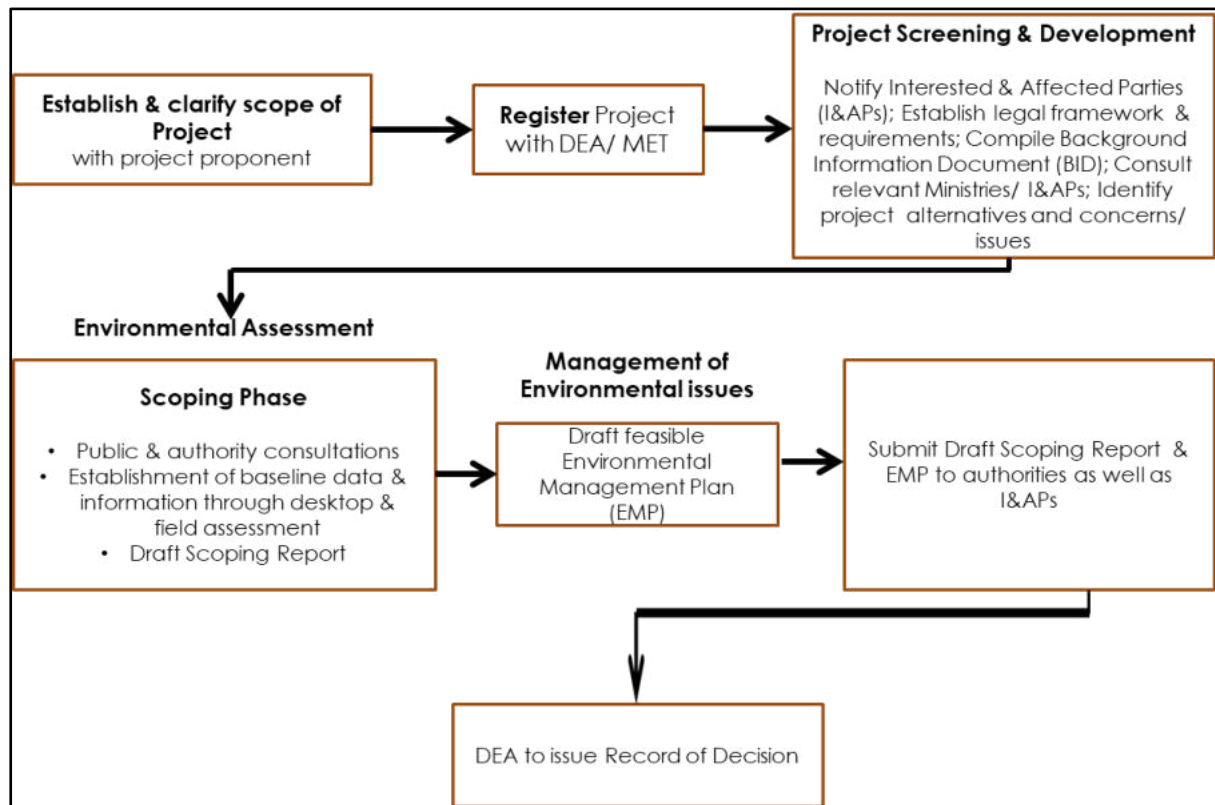 Establish & clarify scope of
Project
with project proponent
Register Project
with DEA/ MET
Project Screening & Development
Notify Interested & Affected Parties
(I&APs); Establish legal framework &
requirements; Compile Background
Information Document (BID); Consult
relevant Ministries/ I&APs; Identify
project alternatives and concerns/
issues
Environmental Assessment
Scoping Phase
• Public & authority consultations
• Establishment of baseline data &
information through desktop &
field assessment
• Draft Scoping Report
Management of
Environmental issues
Draft feasible
Environmental
Management Plan
(EMP)
Submit Draft Scoping Report &
EMP to authorities as well as
I&APs
DEA to issue Record of Decision